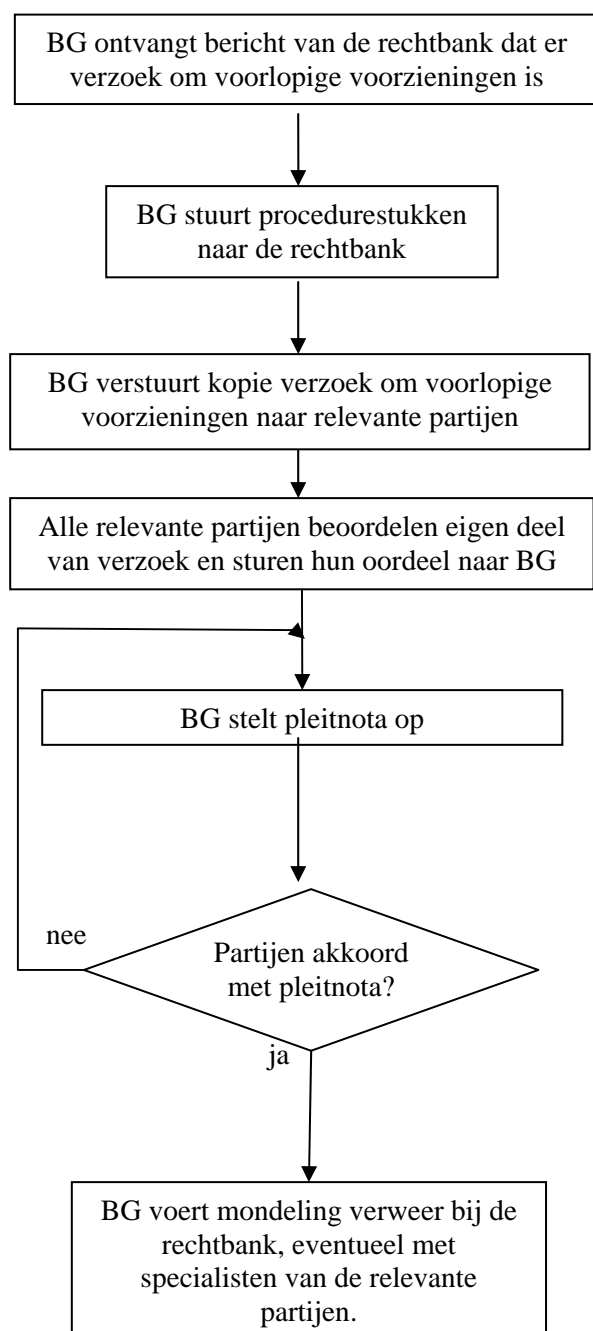 BG ontvangt bericht van de rechtbank dat er
verzoek om voorlopige voorzieningen is
BG stuurt procedurestukken
naar de rechtbank
BG verstuurt kopie verzoek om voorlopige
voorzieningen naar relevante partijen
Alle relevante partijen beoordelen eigen deel
van verzoek en sturen hun oordeel naar BG
BG stelt pleitnota op
nee
Partijen akkoord
met pleitnota?
ja
BG voert mondeling verweer bij de
rechtbank, eventueel met
specialisten van de relevante
partijen.